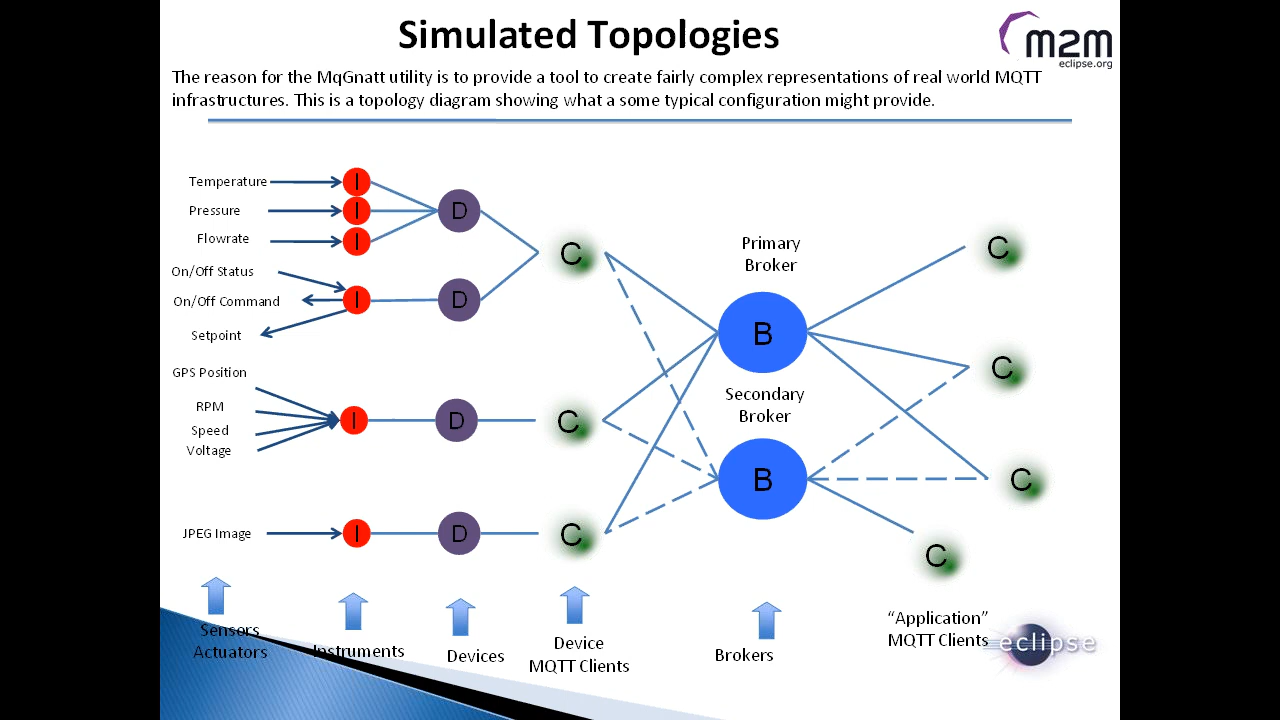 Simulated Topologies
m2m
eclipse.org
The reason for the MqGnatt utility is to provide a tool to create fairly complex representations of real world MQTT
infrastructures. This is a topology diagram showing what a some typical configuration might provide.
Temperature
I
Pressure
I
D
Flowrate
I
On/Off Status
On/Off Command
I
D
Setpoint
C
GPS Position
RPM
Speed
Voltage
I
D
C
JPEG Image
I
D
C
Primary
Broker
B
Secondary
Broker
B
C
C
C
C
Sensors
Actuators
Instruments
Devices
Device
MQTT Clients
Brokers
“Application”
MQTT Clients
eclipse